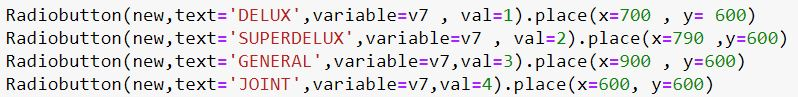 Radiobutton(new,text='DELUX',variable=v7 , val=1).place(x=700 , y= 600)
Radiobutton(new,text='SUPERDELUX',variable=v7 , val=2).place(x=790 ,y=600)
Radiobutton(new,text='GENERAL',variable=v7,val=3).place(x=900 , y=600)
Radiobutton(new,text='JOINT',variable=v7,val=4).place(x=600, y=600)